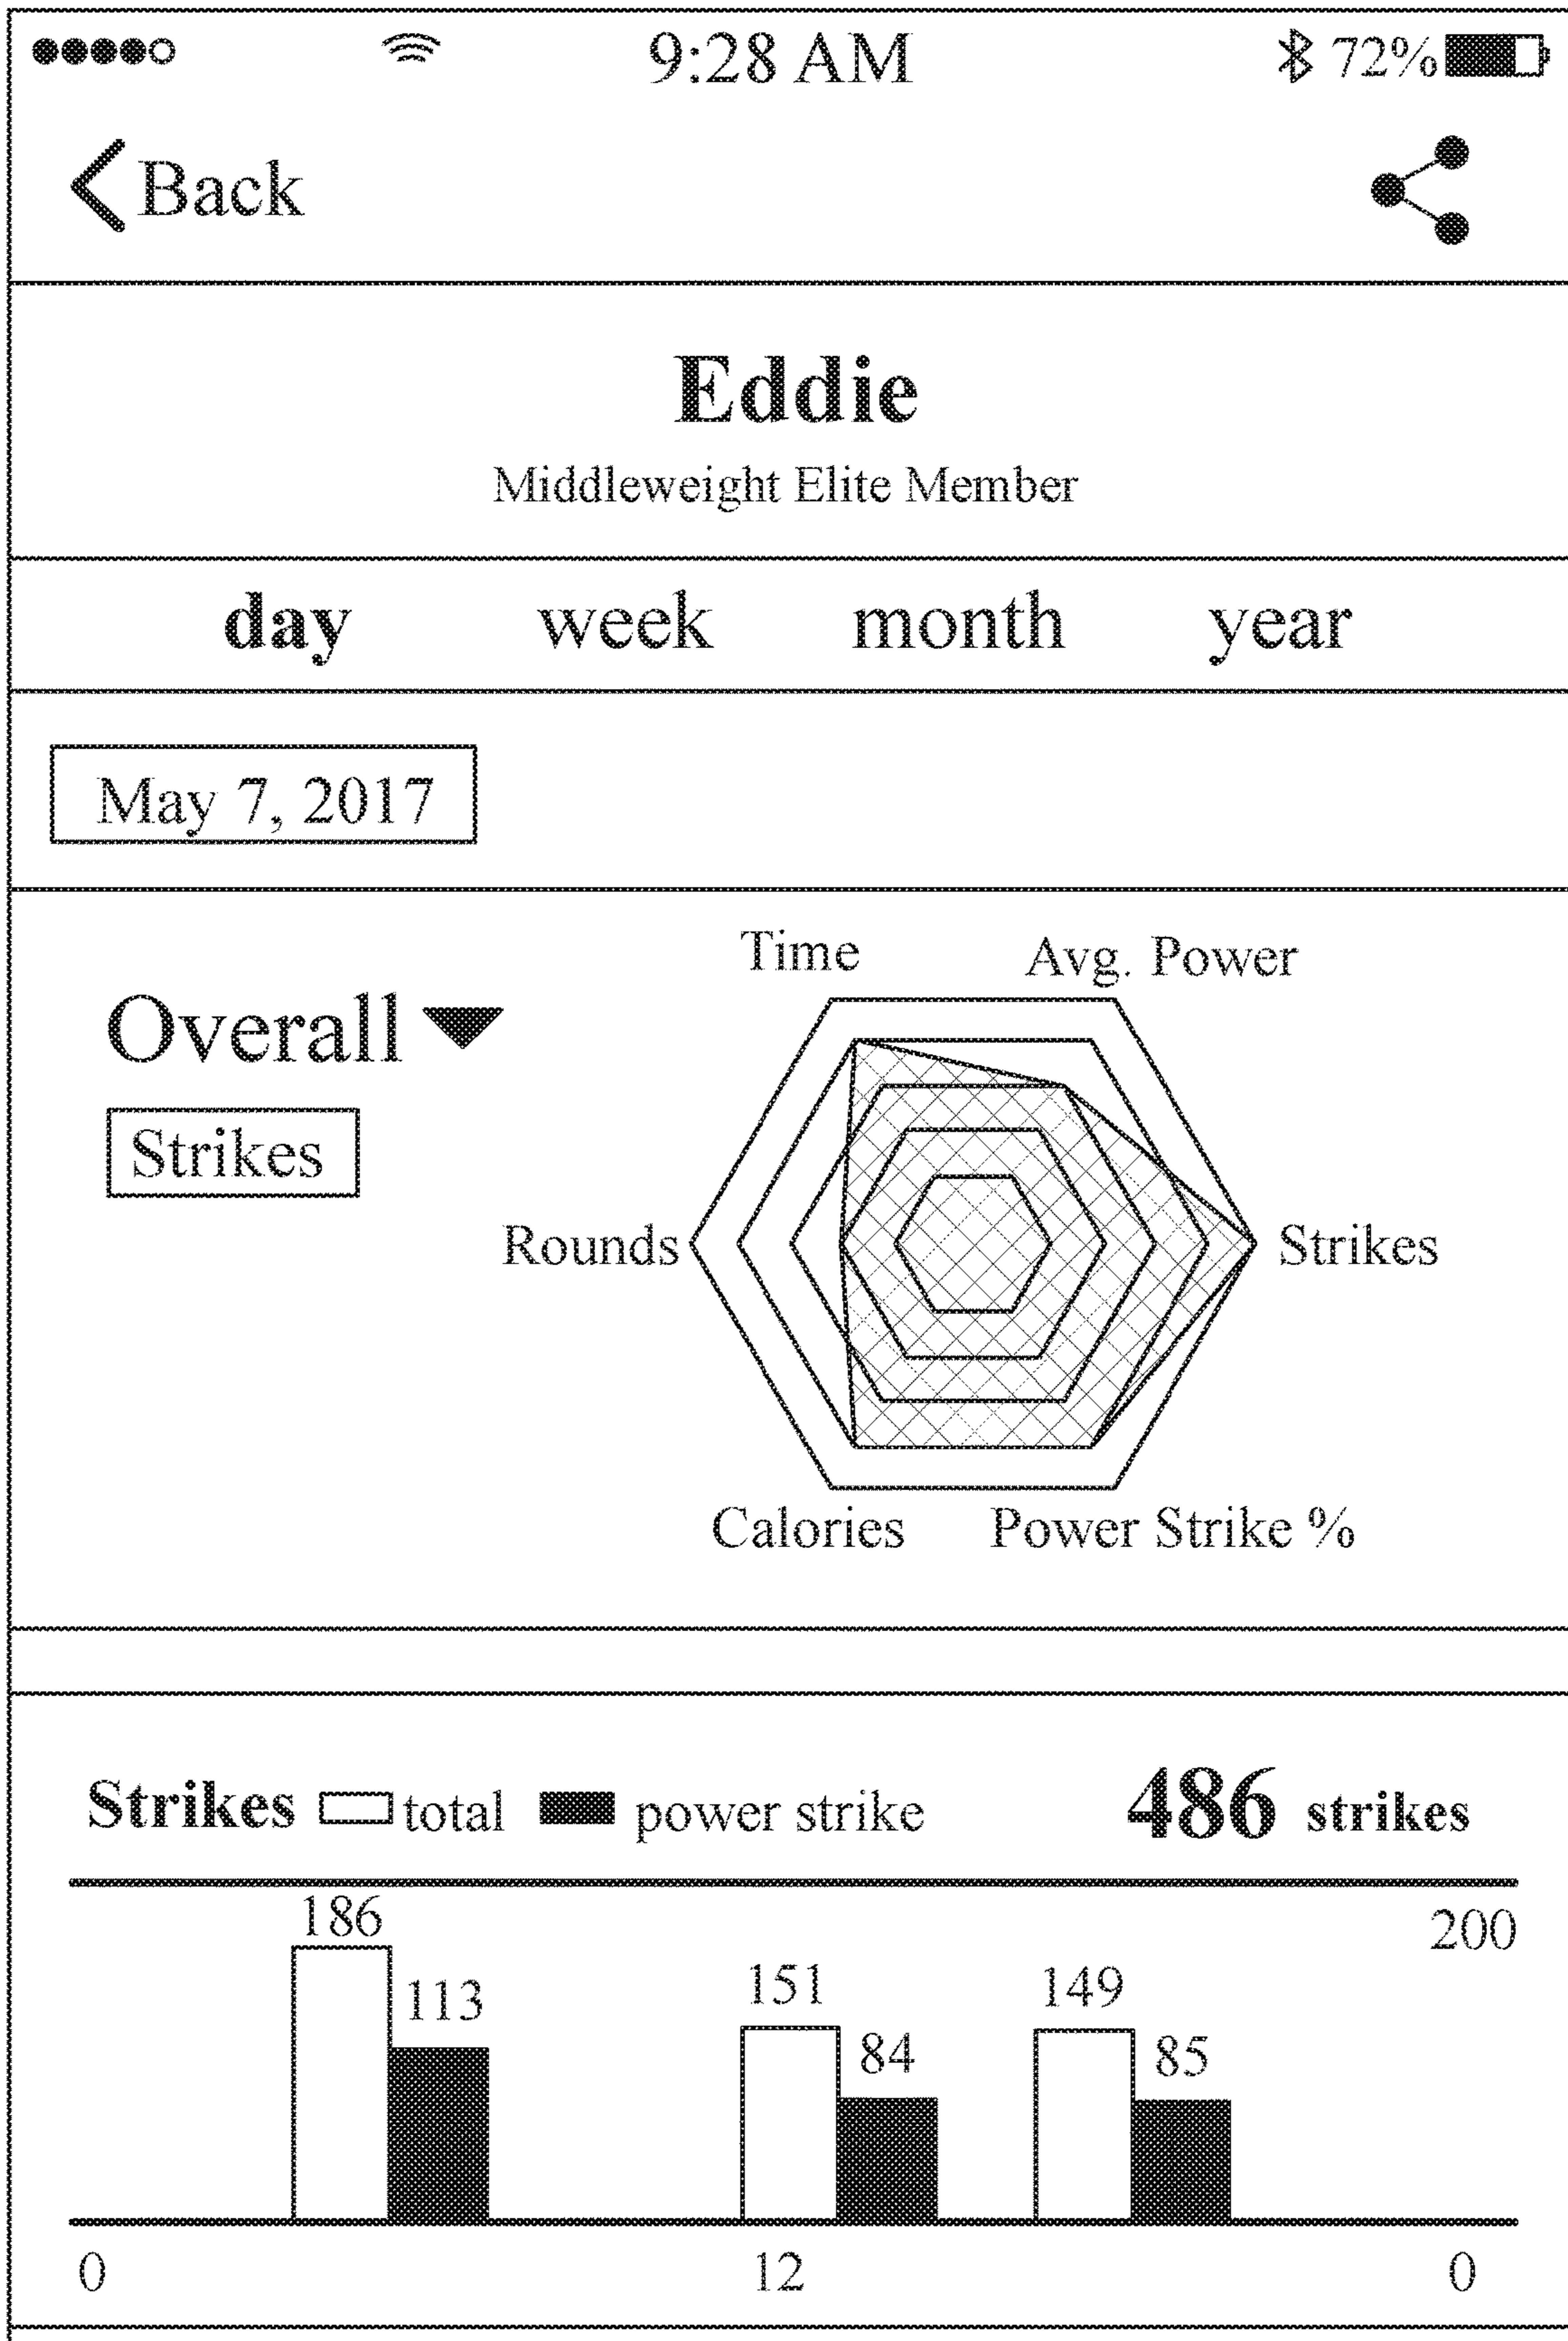 9:28 AM 72%
Back
Eddie
Middleweight Elite Member
day week month year
May 7, 2017
Time Avg. Power
Overall
Strikes
Rounds Strikes
Calories Power Strike %
Strikes total power strike 486 strikes
186 200
113 151 149
84 85
0 12 0